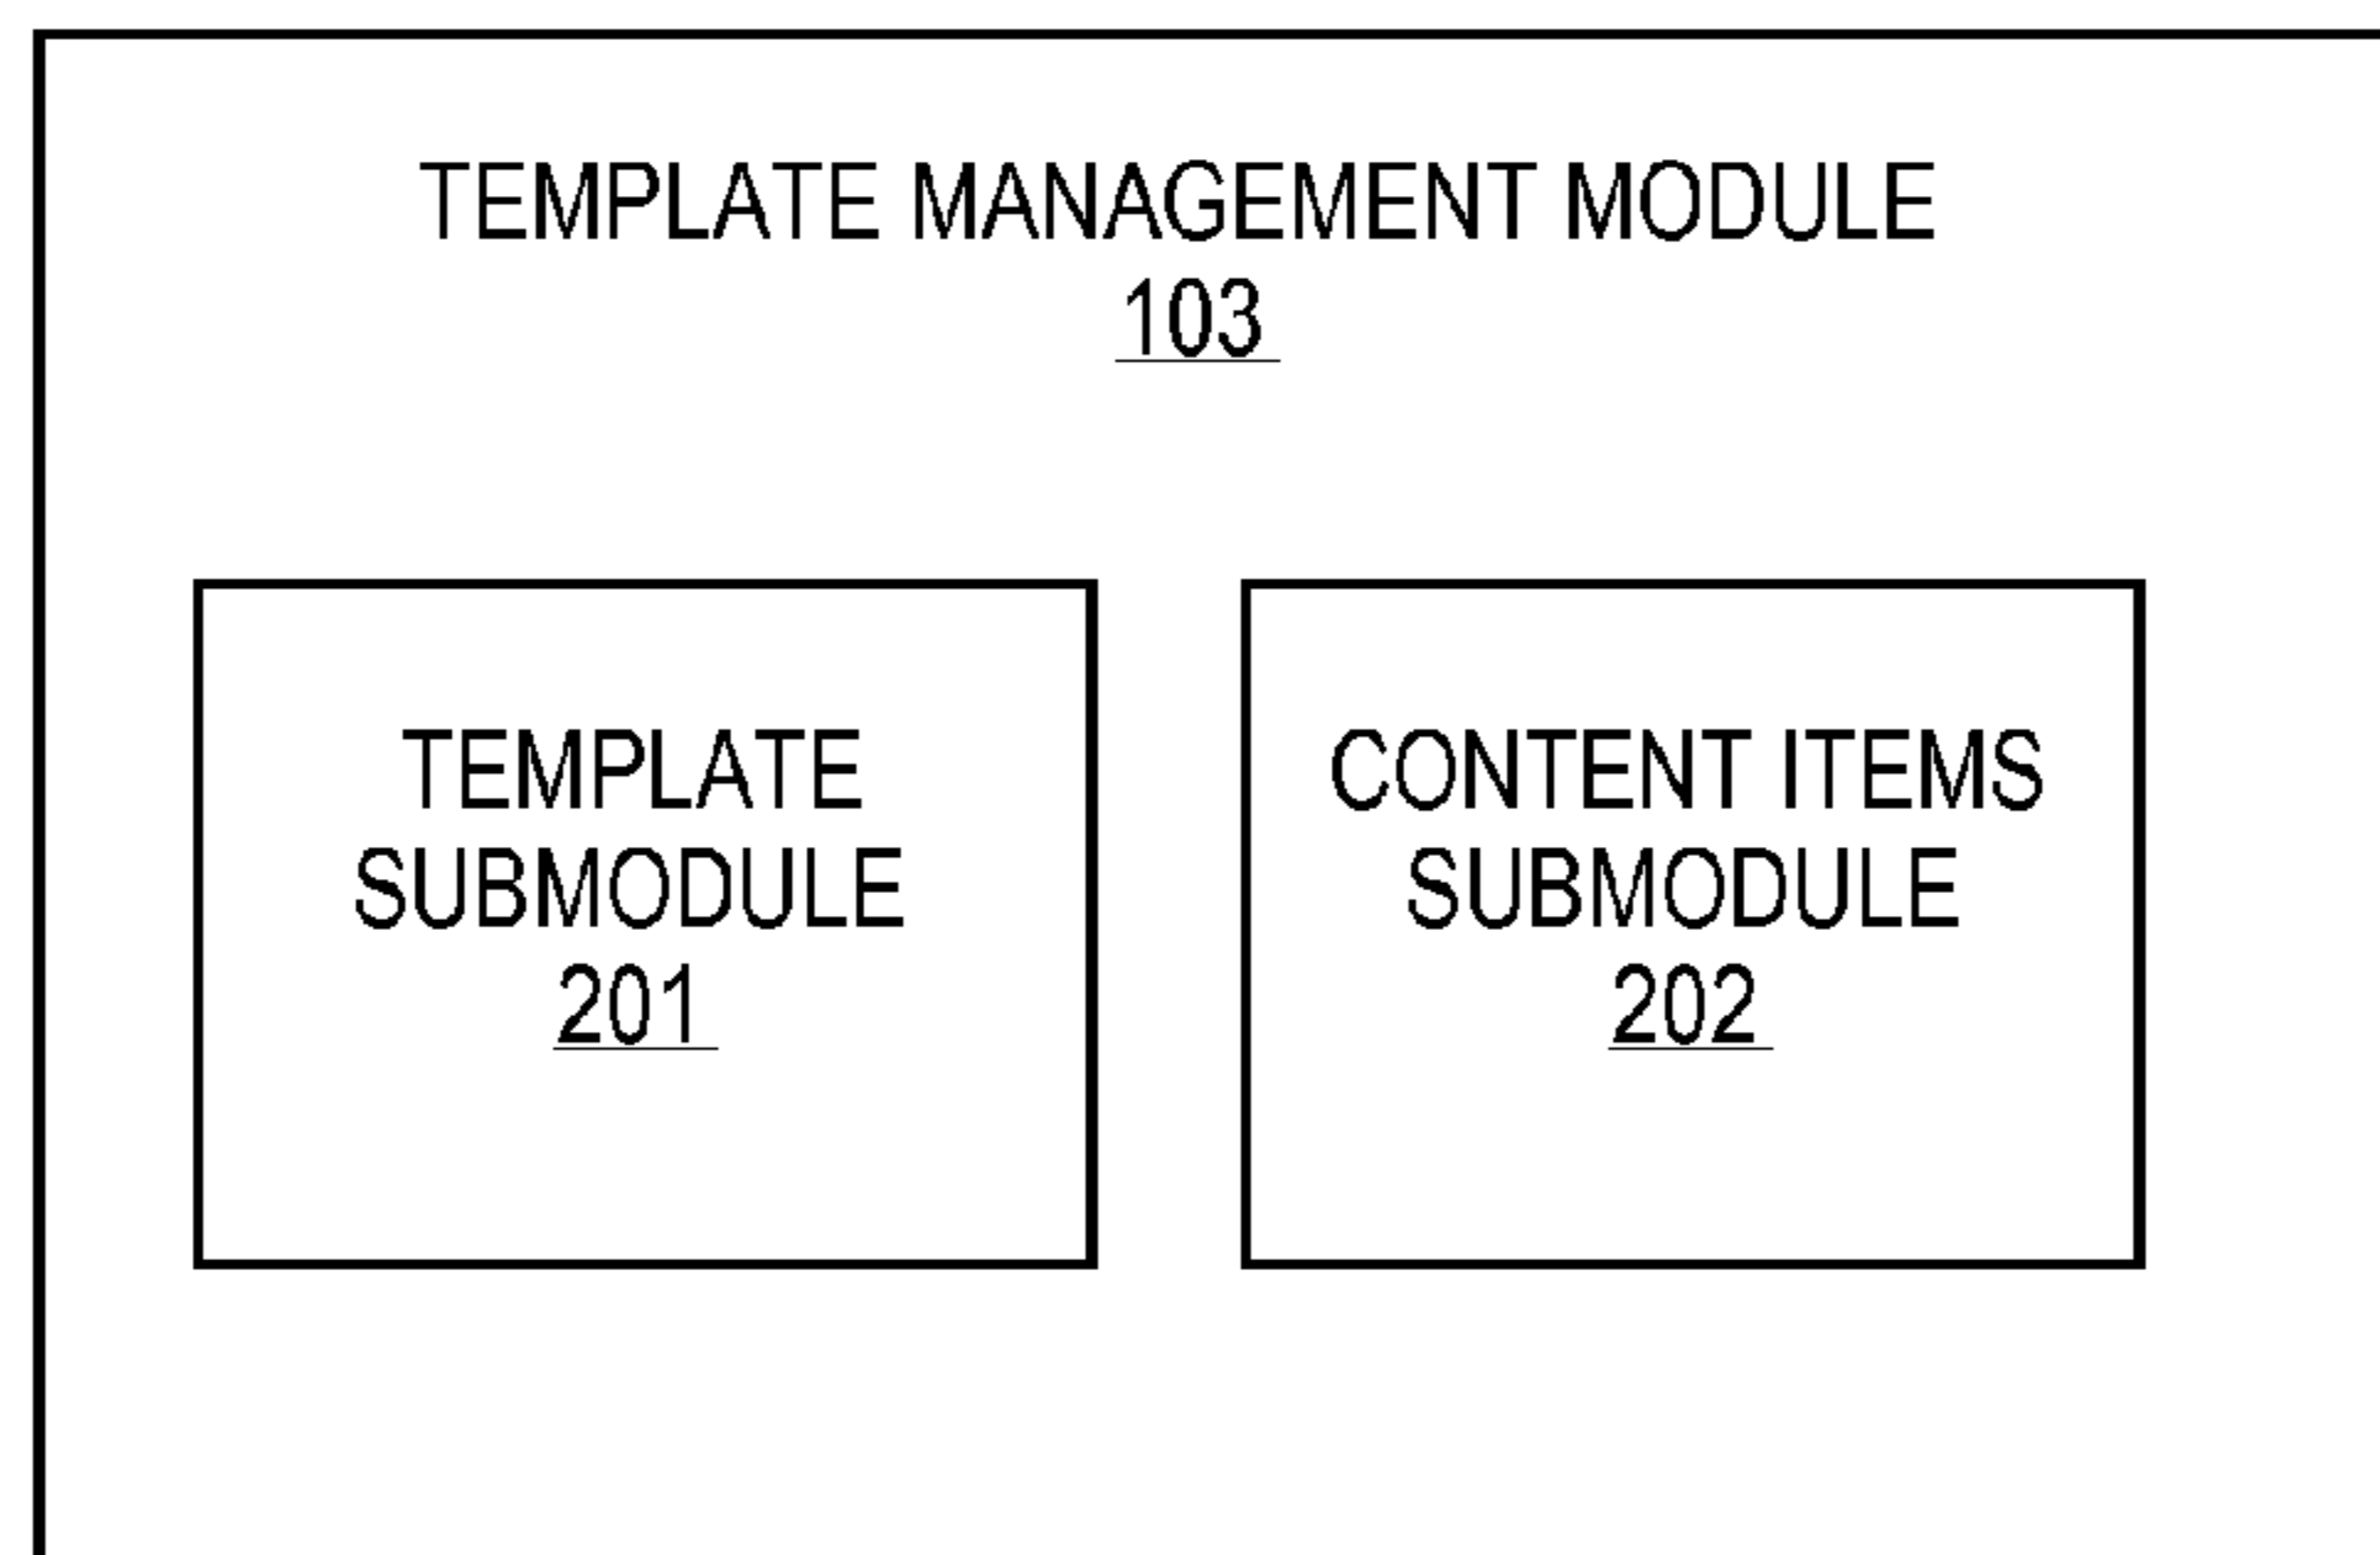 TEMPLATE MANAGEMENT MODULE
103
TEMPLATE
SUBMODULE
201
CONTENT ITEMS
SUBMODULE
202